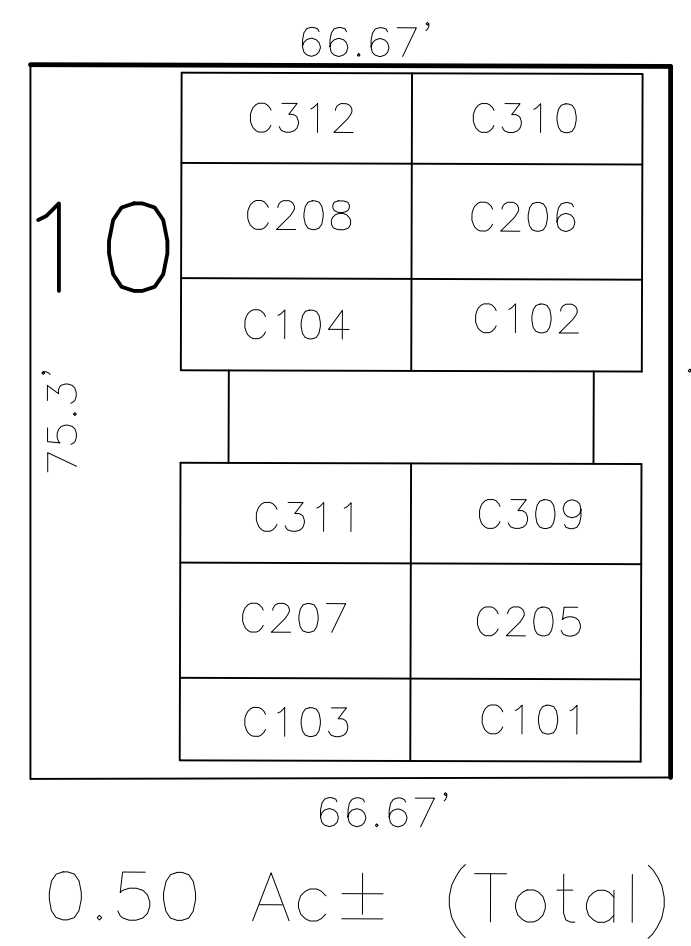 66.67'
C312 C310
10
C208 C206
C104 C102
75.3'
C311 C309
C207 C205
C103 C101
66.67'
0.50 Ac± (Total)